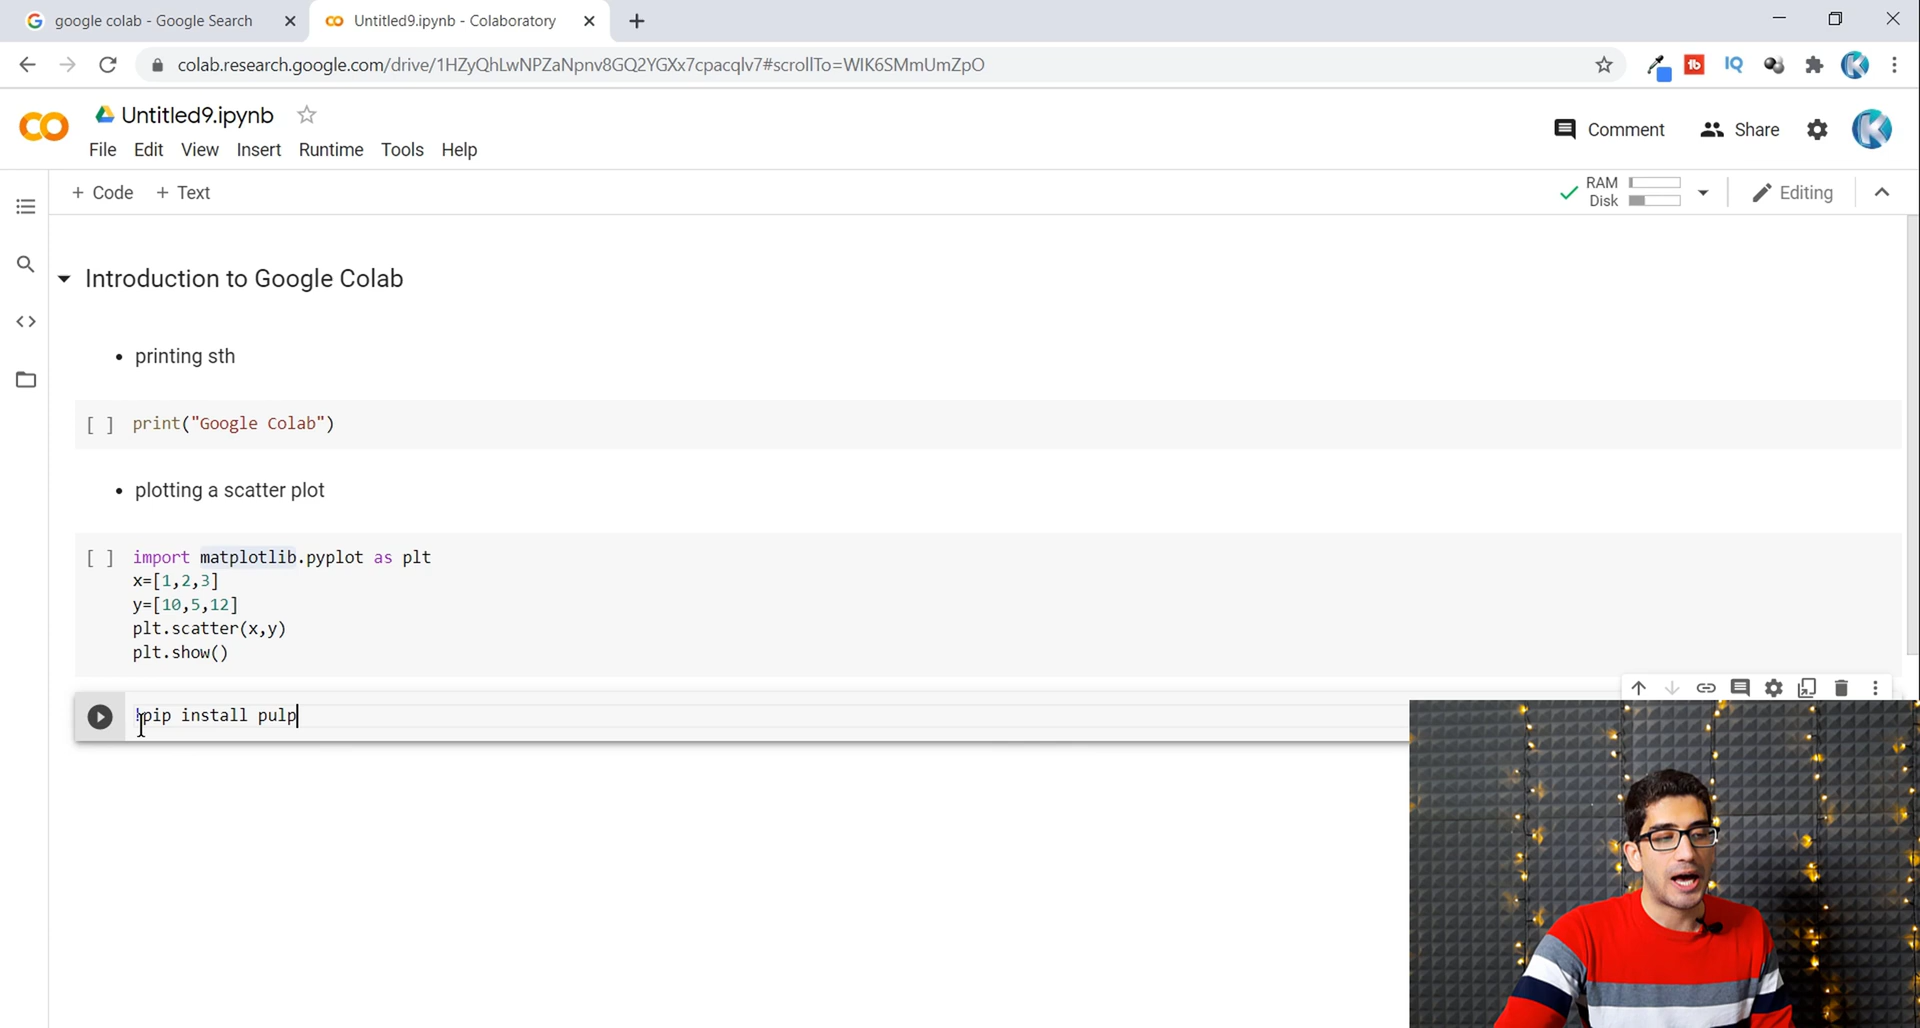 google colab - Google Search
Untitled9.ipynb - Colaboratory
colab.research.google.com/drive/1HZyQhLwNPZaNpnv8GQ2YGXx7cpacqlv7#scrollTo=WIK6SMmUmZpO
Untitled9.ipynb
Comment
Share
File Edit View Insert Runtime Tools Help
+ Code + Text
RAM
Disk
Editing
Introduction to Google Colab
• printing sth
[ ] print("Google Colab")
• plotting a scatter plot
[ ] import matplotlib.pyplot as plt
x=[1,2,3]
y=[10,5,12]
plt.scatter(x,y)
plt.show()
!pip install pulp